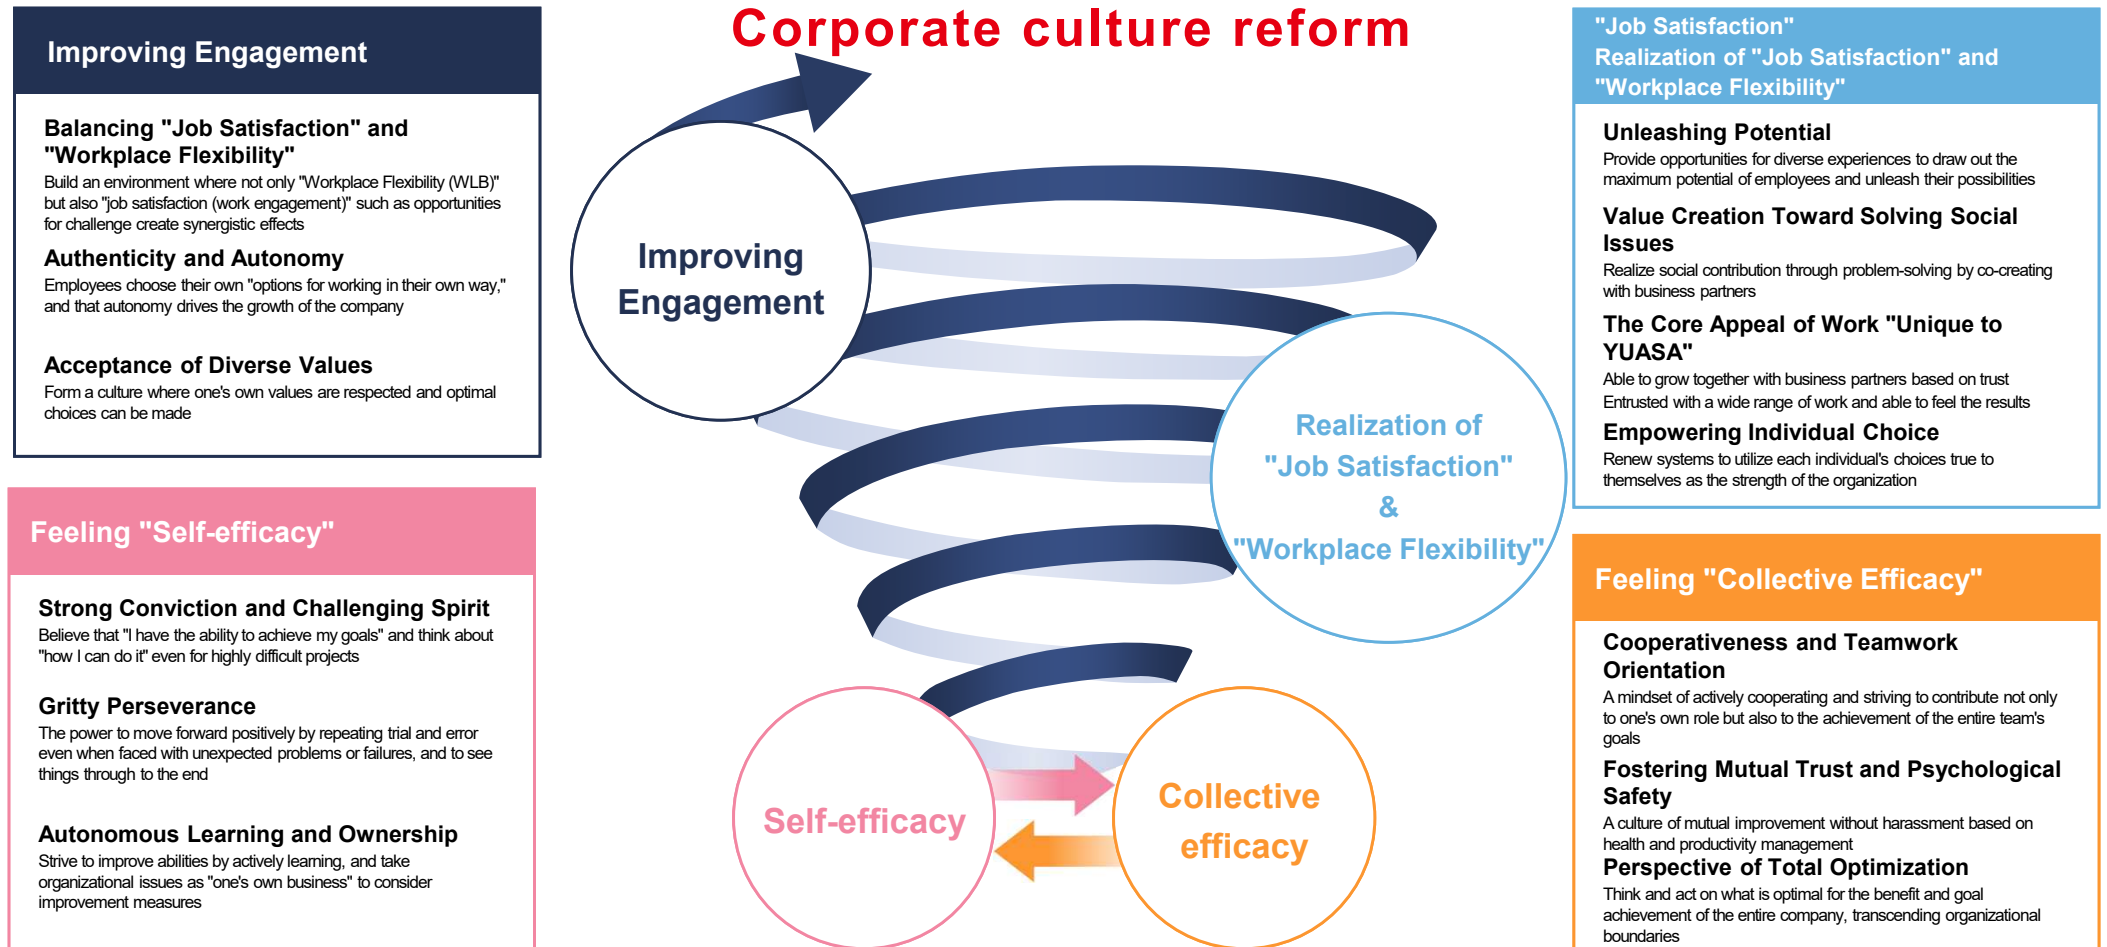 Corporate culture reform
Improving Engagement
Balancing "Job Satisfaction" and
"Workplace Flexibility"
Build an environment where not only "Workplace Flexibility (WLB)"
but also "job satisfaction (work engagement)" such as opportunities
for challenge create synergistic effects
Authenticity and Autonomy
Employees choose their own "options for working in their own way,"
and that autonomy drives the growth of the company
Acceptance of Diverse Values
Form a culture where one's own values are respected and optimal
choices can be made
Feeling "Self-efficacy"
Strong Conviction and Challenging Spirit
Believe that "I have the ability to achieve my goals" and think about
"how I can do it" even for highly difficult projects
Gritty Perseverance
The power to move forward positively by repeating trial and error
even when faced with unexpected problems or failures, and to see
things through to the end
Autonomous Learning and Ownership
Strive to improve abilities by actively learning, and take
organizational issues as "one's own business" to consider
improvement measures
Improving
Engagement
Realization of
"Job Satisfaction"
&
"Workplace Flexibility"
Self-efficacy
Collective
efficacy
"Job Satisfaction"
Realization of "Job Satisfaction" and
"Workplace Flexibility"
Unleashing Potential
Provide opportunities for diverse experiences to draw out the
maximum potential of employees and unleash their possibilities
Value Creation Toward Solving Social
Issues
Realize social contribution through problem-solving by co-creating
with business partners
The Core Appeal of Work "Unique to
YUASA"
Able to grow together with business partners based on trust
Entrusted with a wide range of work and able to feel the results
Empowering Individual Choice
Renew systems to utilize each individual's choices true to
themselves as the strength of the organization
Feeling "Collective Efficacy"
Cooperativeness and Teamwork
Orientation
A mindset of actively cooperating and striving to contribute not only
to one's own role but also to the achievement of the entire team's
goals
Fostering Mutual Trust and Psychological
Safety
A culture of mutual improvement without harassment based on
health and productivity management
Perspective of Total Optimization
Think and act on what is optimal for the benefit and goal
achievement of the entire company, transcending organizational
boundaries